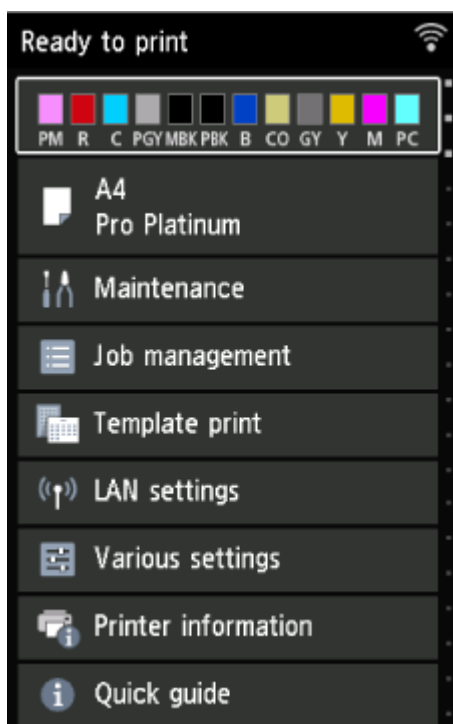 Ready to print
PM R C PGY MBK PBK B CO GY Y M PC
A4
Pro Platinum
Maintenance
Job management
Template print
LAN settings
Various settings
Printer information
Quick guide